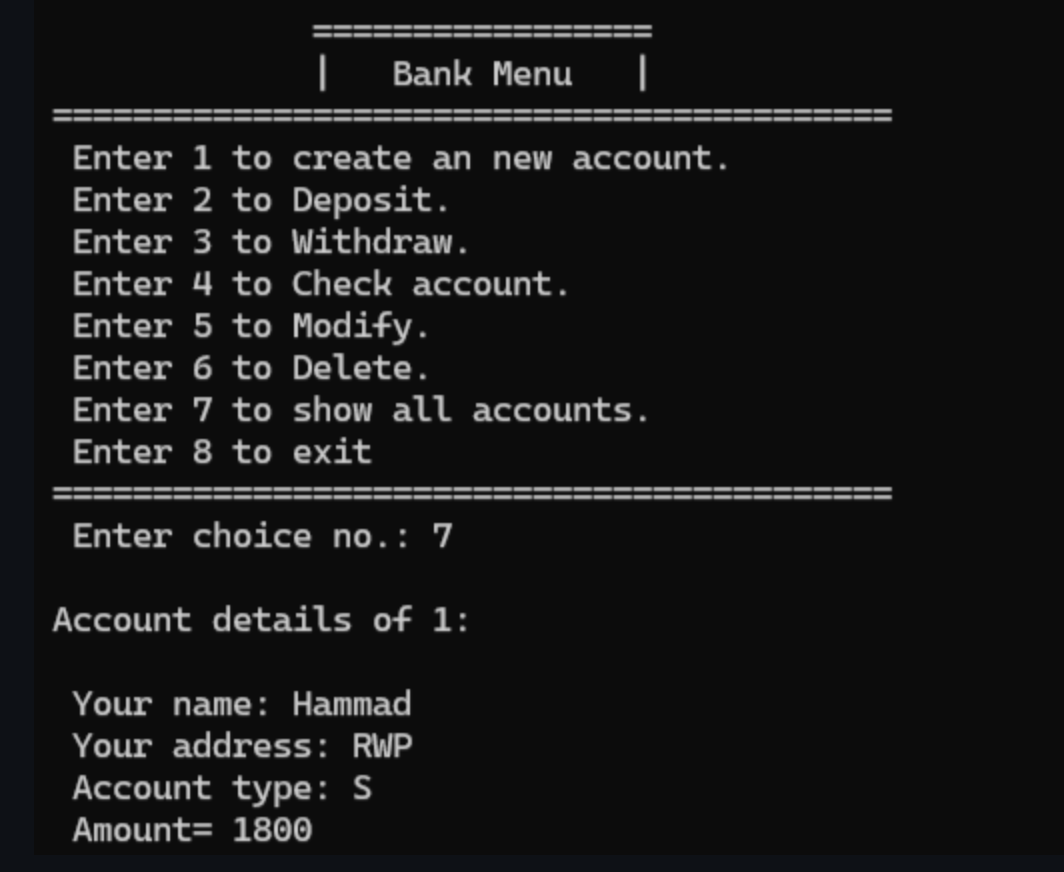 =================
|   Bank Menu   |
==========================================
Enter 1 to create an new account.
Enter 2 to Deposit.
Enter 3 to Withdraw.
Enter 4 to Check account.
Enter 5 to Modify.
Enter 6 to Delete.
Enter 7 to show all accounts.
Enter 8 to exit
==========================================
Enter choice no.: 7
Account details of 1:
Your name: Hammad
Your address: RWP
Account type: S
Amount= 1800